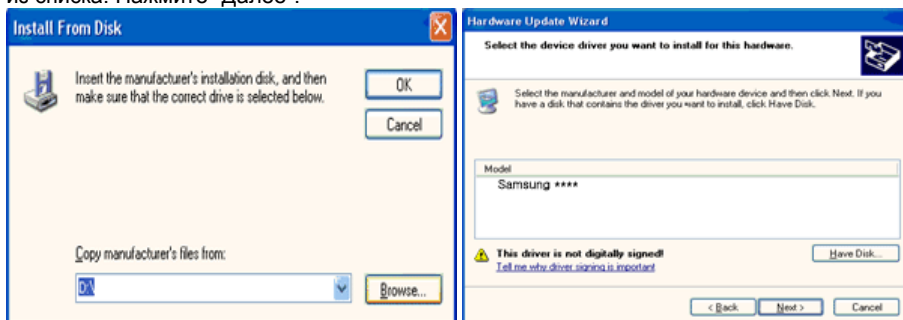 из списка. Нажмите "Далее".
Install From Disk
Insert the manufacturer's installation disk, and then
make sure that the correct drive is selected below.
OK
Cancel
Copy manufacturer's files from:
D:\
Browse...
Hardware Update Wizard
Select the device driver you want to install for this hardware.
Select the manufacturer and model of your hardware device and then click Next. If you
have a disk that contains the driver you want to install, click Have Disk.
Model
Samsung ****
This driver is not digitally signed!
Tell me why driver signing is important
Have Disk...
< Back
Next >
Cancel